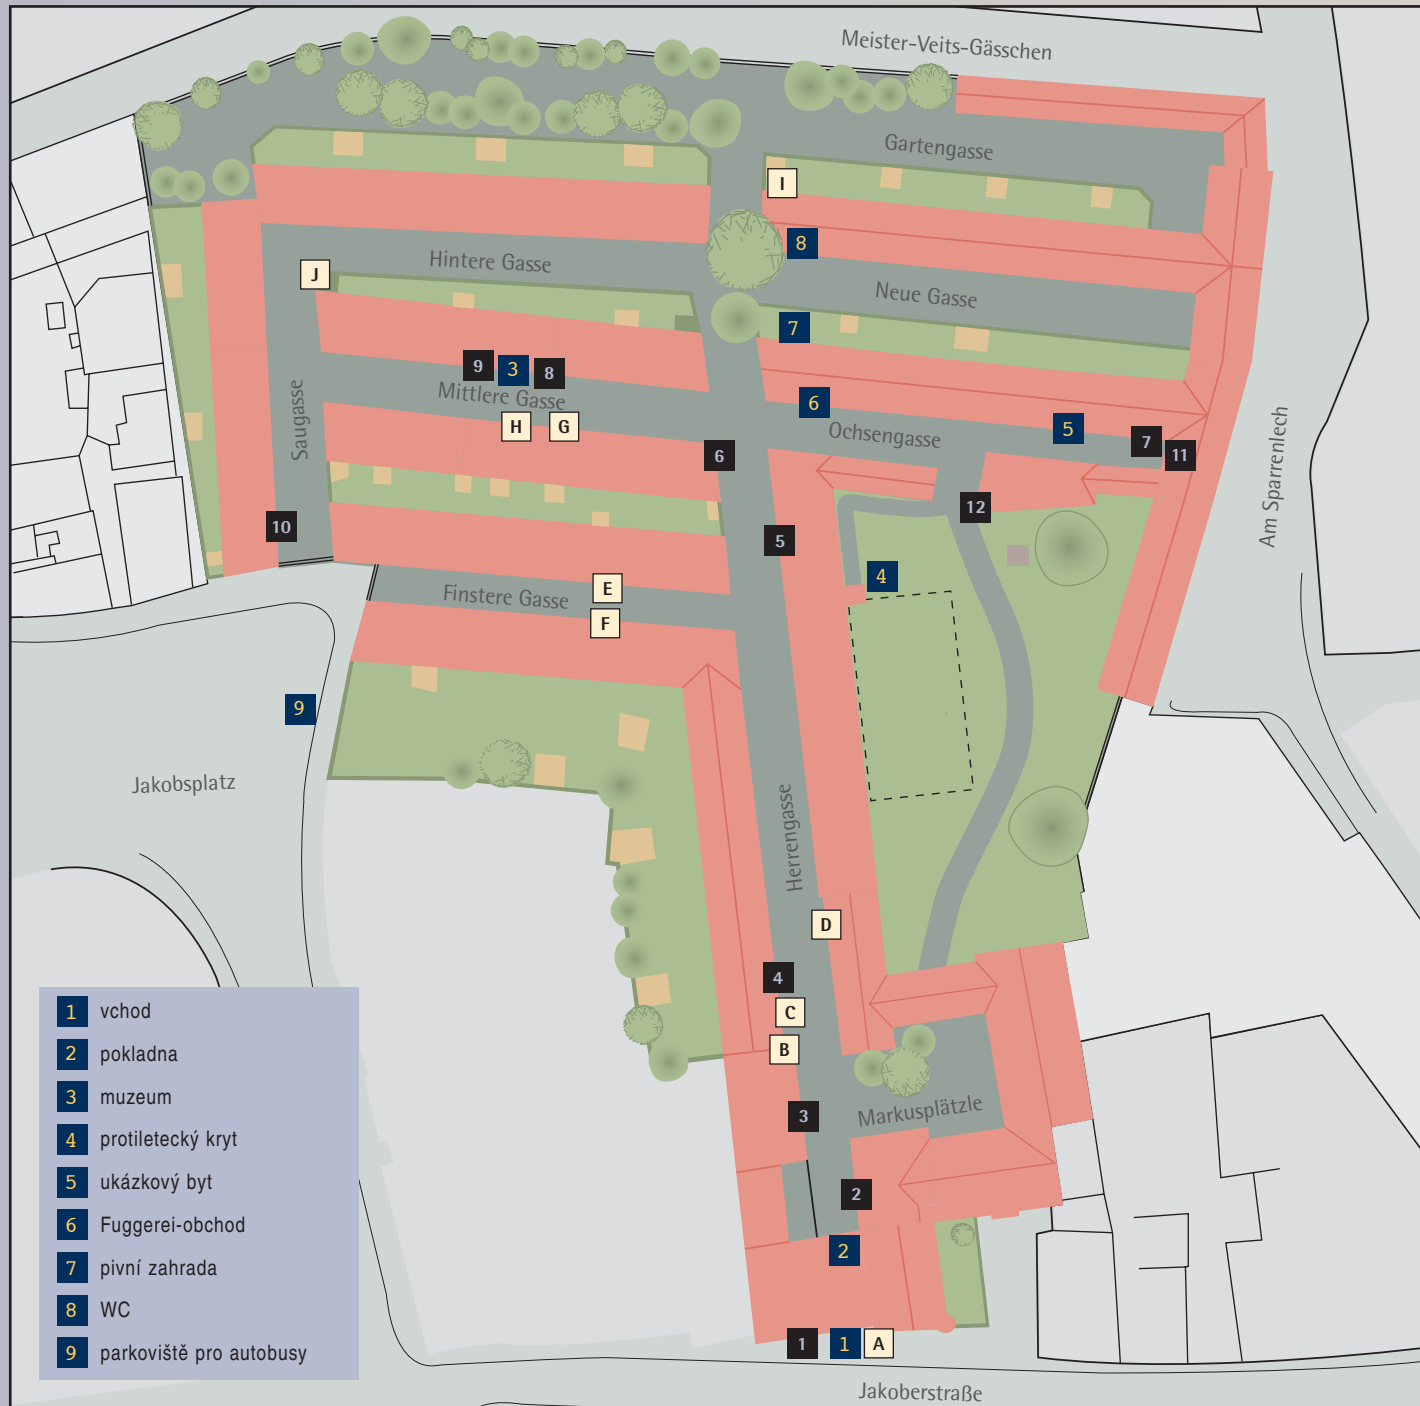 Meister-Veits-Gässchen
Gartengasse
I
8
Hintere Gasse
J
Neue Gasse
7
9
3
8
Mittlere Gasse
6
5
Saugasse
H
G
Ochsengasse
7
11
6
Am Sparrenlech
12
10
5
4
Finstere Gasse
E
F
9
Jakobsplatz
Herrengasse
D
4
C
B
3
Markusplätzle
2
2
1
1
A
Jakoberstraße
1 vchod
2 pokladna
3 muzeum
4 protiletecký kryt
5 ukázkový byt
6 Fuggerei-obchod
7 pivní zahrada
8 WC
9 parkoviště pro autobusy